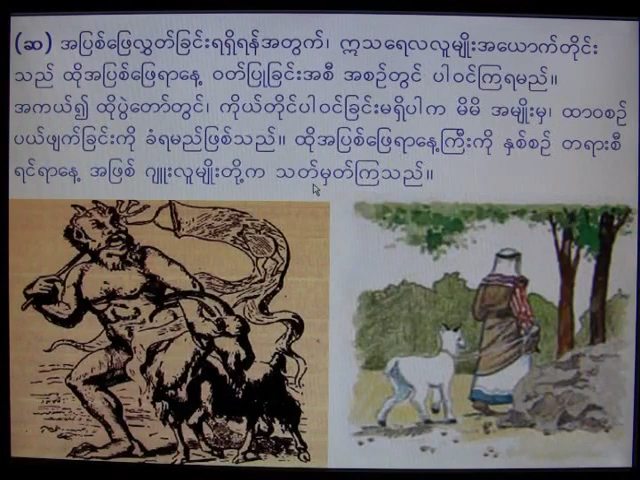 (ဆ) အပြစ်ဖြေလွှတ်ခြင်းရရှိရန်အတွက်၊ ဣသရေလလူမျိုးအယောက်တိုင်း
သည် ထိုအပြစ်ဖြေရာနေ့ ဝတ်ပြုခြင်းအစီ အစဉ်တွင် ပါဝင်ကြရမည်။
အကယ်၍ ထိုပွဲတော်တွင်၊ ကိုယ်တိုင်ပါဝင်ခြင်းမရှိပါက မိမိ အမျိုးမှ၊ ထာဝစဉ်
ပယ်ဖျက်ခြင်းကို ခံရမည်ဖြစ်သည်။ ထိုအပြစ်ဖြေရာနေ့ကြီးကို နှစ်စဉ် တရားစီ
ရင်ရာနေ့ အဖြစ် ဂျူးလူမျိုးတို့က သတ်မှတ်ကြသည်။